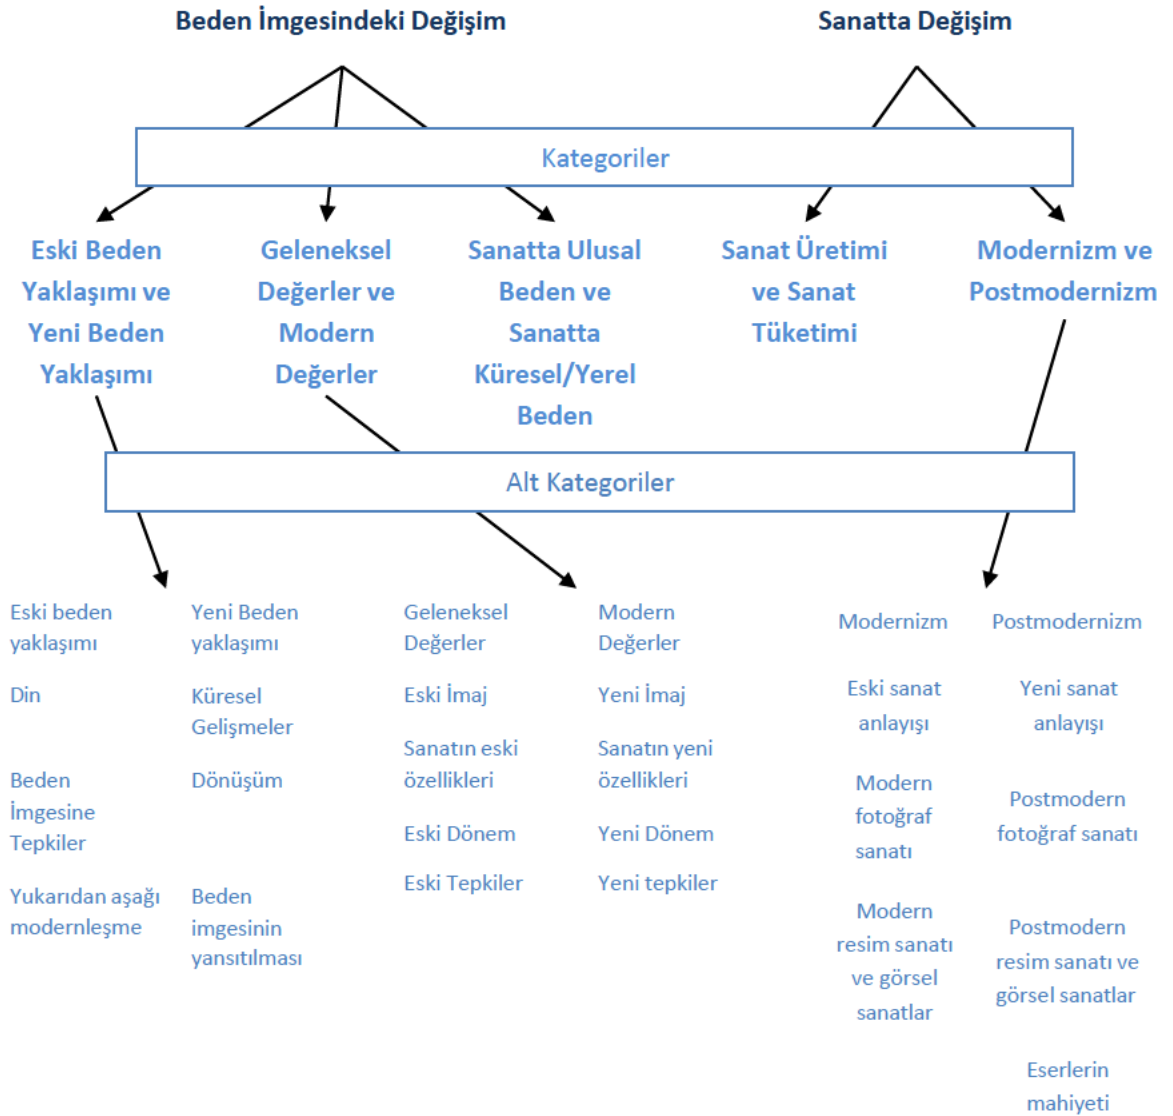 Beden İmgesindeki Değişim
Sanatta Değişim
Kategoriler
Eski Beden
Yaklaşımı ve
Yeni Beden
Yaklaşımı
Geleneksel
Değerler ve
Modern
Değerler
Sanatta Ulusal
Beden ve
Sanatta
Küresel/Yerel
Beden
Sanat Üretimi
ve Sanat
Tüketimi
Modernizm ve
Postmodernizm
Alt Kategoriler
Eski beden
yaklaşımı
Din
Beden
İmgesine
Tepkiler
Yukarıdan aşağı
modernleşme
Yeni Beden
yaklaşımı
Küresel
Gelişmeler
Dönüşüm
Beden
imgesinin
yansıtılması
Geleneksel
Değerler
Eski İmaj
Sanatın eski
özellikleri
Eski Dönem
Eski Tepkiler
Modern
Değerler
Yeni İmaj
Sanatın yeni
özellikleri
Yeni Dönem
Yeni tepkiler
Modernizm
Eski sanat
anlayışı
Modern
fotoğraf
sanatı
Modern
resim sanatı
ve görsel
sanatlar
Postmodernizm
Yeni sanat
anlayışı
Postmodern
fotoğraf sanatı
Postmodern
resim sanatı ve
görsel sanatlar
Eserlerin
mahiyeti